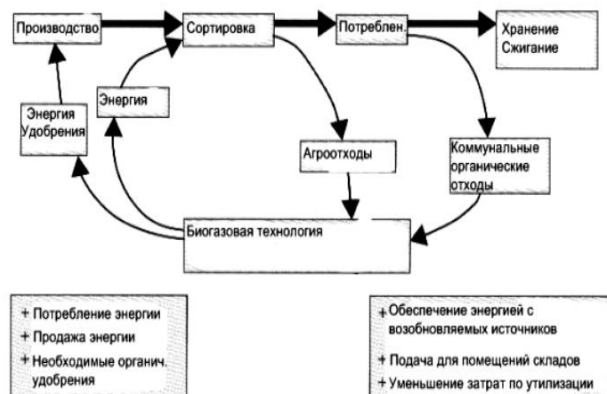 Производство
Сортировка
Потреблен.
Хранение
Сжигание
Энергия
Удобрения
Энергия
Агроотходы
Коммунальные
органические
отходы
Биогазовая технология
+ Потребление энергии
+ Продажа энергии
+ Необходимые органич.
удобрения
+ Обеспечение энергией с
возобновляемых источников
+ Подача для помещений складов
+ Уменьшение затрат по утилизации